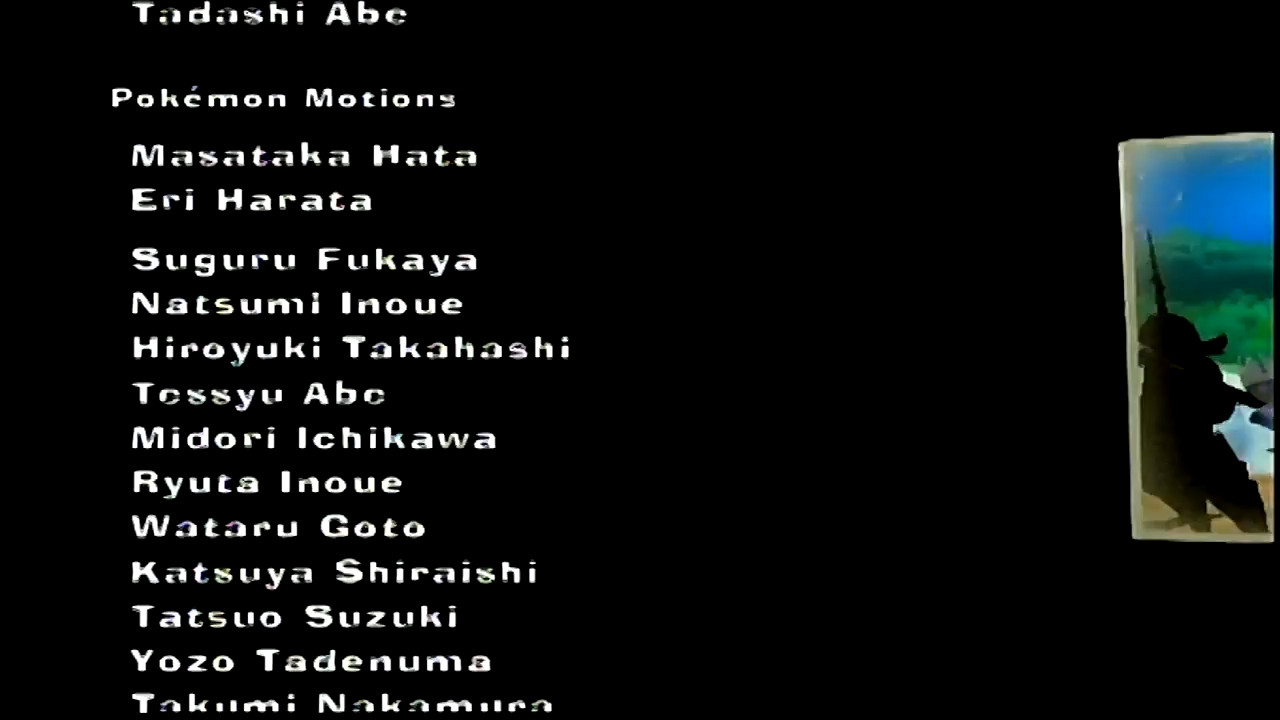 Tadashi Abe
Pokémon Motions
Masataka Hata
Eri Harata
Suguru Fukaya
Natsumi Inoue
Hiroyuki Takahashi
Tessyu Abe
Midori Ichikawa
Ryuta Inoue
Wataru Goto
Katsuya Shiraishi
Tatsuo Suzuki
Yozo Tadenuma
Takumi Nakamura